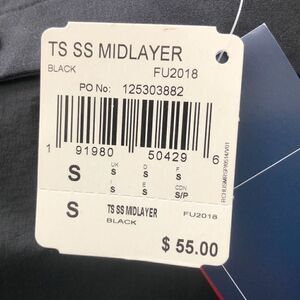 TS SS MIDLAYER
BLACK FU2018
PO No: 125303882
1 91980 50429 6
S UK S D S F S
I S E S CDN S/P
S TS SS MIDLAYER FU2018
BLACK
$ 55.00